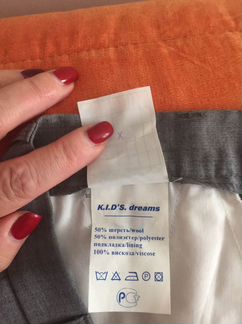 K.I.D'S. dreams
50% шерсть/wool
50% полиэстер/polyester
подкладка/lining
100% вискоза/viscose